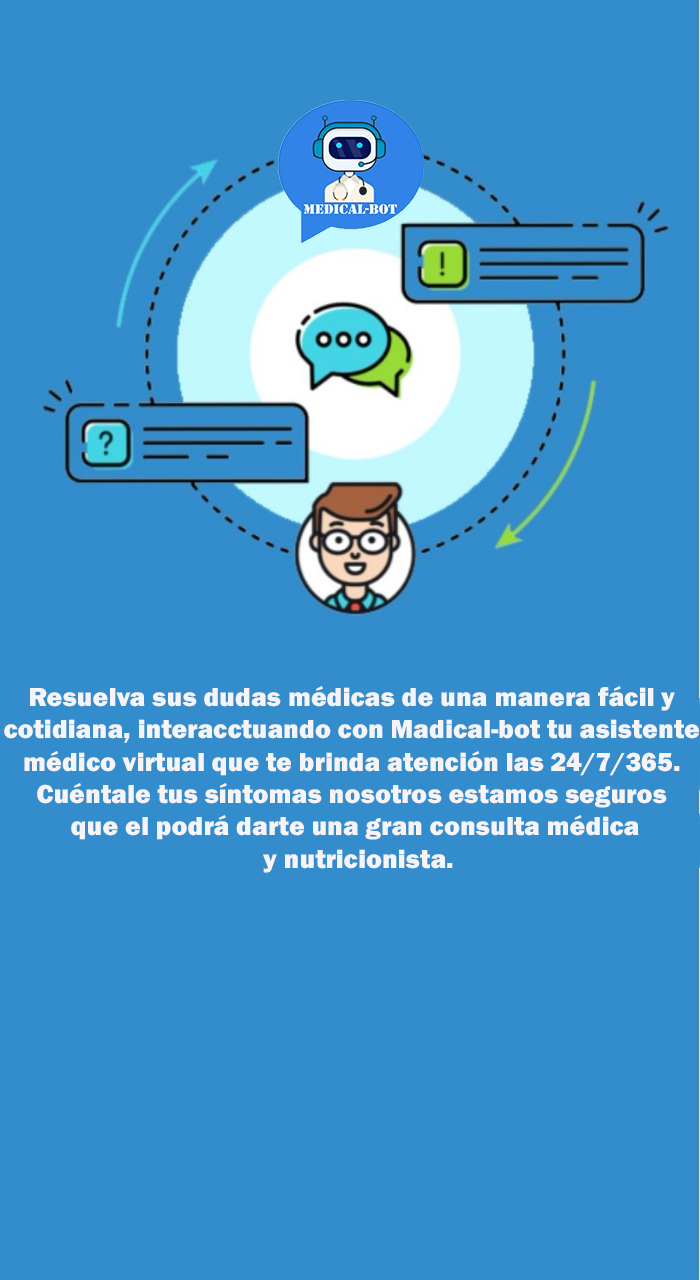 MEDICAL-BOT
!
?
Resuelva sus dudas médicas de una manera fácil y
cotidiana, interacctuando con Madical-bot tu asistente
médico virtual que te brinda atención las 24/7/365.
Cuéntale tus síntomas nosotros estamos seguros
que el podrá darte una gran consulta médica
y nutricionista.